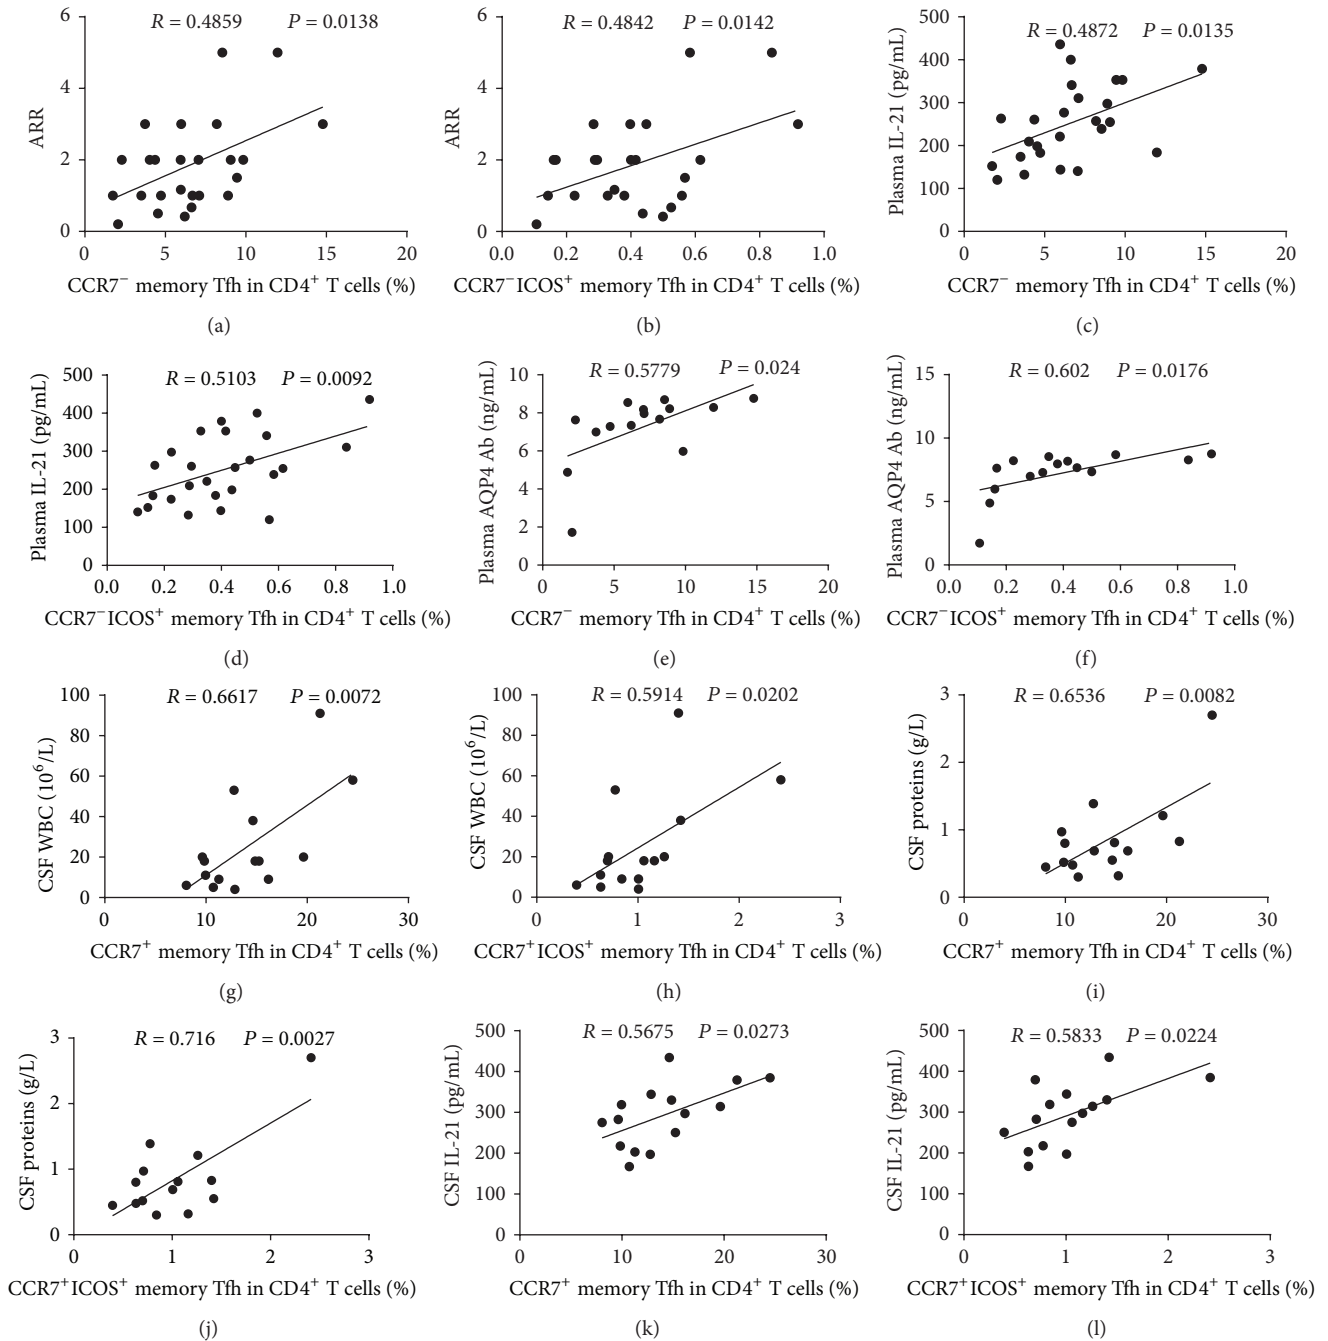 R = 0.4859 P = 0.0138
ARR
6
4
2
0
0 5 10 15 20
CCR7⁻ memory Tfh in CD4⁺ T cells (%)
(a)
R = 0.4842 P = 0.0142
ARR
6
4
2
0
0.0 0.2 0.4 0.6 0.8 1.0
CCR7⁻ICOS⁺ memory Tfh in CD4⁺ T cells (%)
(b)
R = 0.4872 P = 0.0135
Plasma IL-21 (pg/mL)
500
400
300
200
100
0
0 5 10 15 20
CCR7⁻ memory Tfh in CD4⁺ T cells (%)
(c)
R = 0.5103 P = 0.0092
Plasma IL-21 (pg/mL)
500
400
300
200
100
0
0.0 0.2 0.4 0.6 0.8 1.0
CCR7⁻ICOS⁺ memory Tfh in CD4⁺ T cells (%)
(d)
R = 0.5779 P = 0.024
Plasma AQP4 Ab (ng/mL)
10
8
6
4
2
0
0 5 10 15 20
CCR7⁻ memory Tfh in CD4⁺ T cells (%)
(e)
R = 0.602 P = 0.0176
Plasma AQP4 Ab (ng/mL)
15
10
5
0
0.0 0.2 0.4 0.6 0.8 1.0
CCR7⁻ICOS⁺ memory Tfh in CD4⁺ T cells (%)
(f)
R = 0.6617 P = 0.0072
CSF WBC (10⁶/L)
100
80
60
40
20
0
0 10 20 30
CCR7⁺ memory Tfh in CD4⁺ T cells (%)
(g)
R = 0.5914 P = 0.0202
CSF WBC (10⁶/L)
100
80
60
40
20
0
0 1 2 3
CCR7⁺ICOS⁺ memory Tfh in CD4⁺ T cells (%)
(h)
R = 0.6536 P = 0.0082
CSF proteins (g/L)
3
2
1
0
0 10 20 30
CCR7⁺ memory Tfh in CD4⁺ T cells (%)
(i)
R = 0.716 P = 0.0027
CSF proteins (g/L)
3
2
1
0
0 1 2 3
CCR7⁺ICOS⁺ memory Tfh in CD4⁺ T cells (%)
(j)
R = 0.5675 P = 0.0273
CSF IL-21 (pg/mL)
500
400
300
200
100
0
0 10 20 30
CCR7⁺ memory Tfh in CD4⁺ T cells (%)
(k)
R = 0.5833 P = 0.0224
CSF IL-21 (pg/mL)
500
400
300
200
100
0
0 1 2 3
CCR7⁺ICOS⁺ memory Tfh in CD4⁺ T cells (%)
(l)